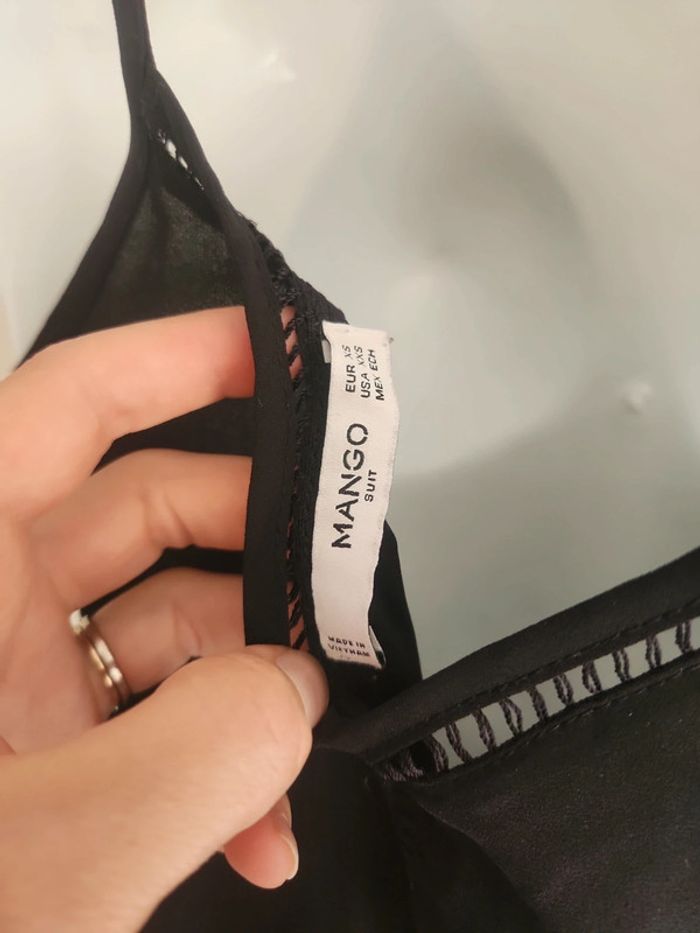 MANGO
SUIT
EUR XS
USA XXS
MEX ECH
MADE IN
VIETNAM